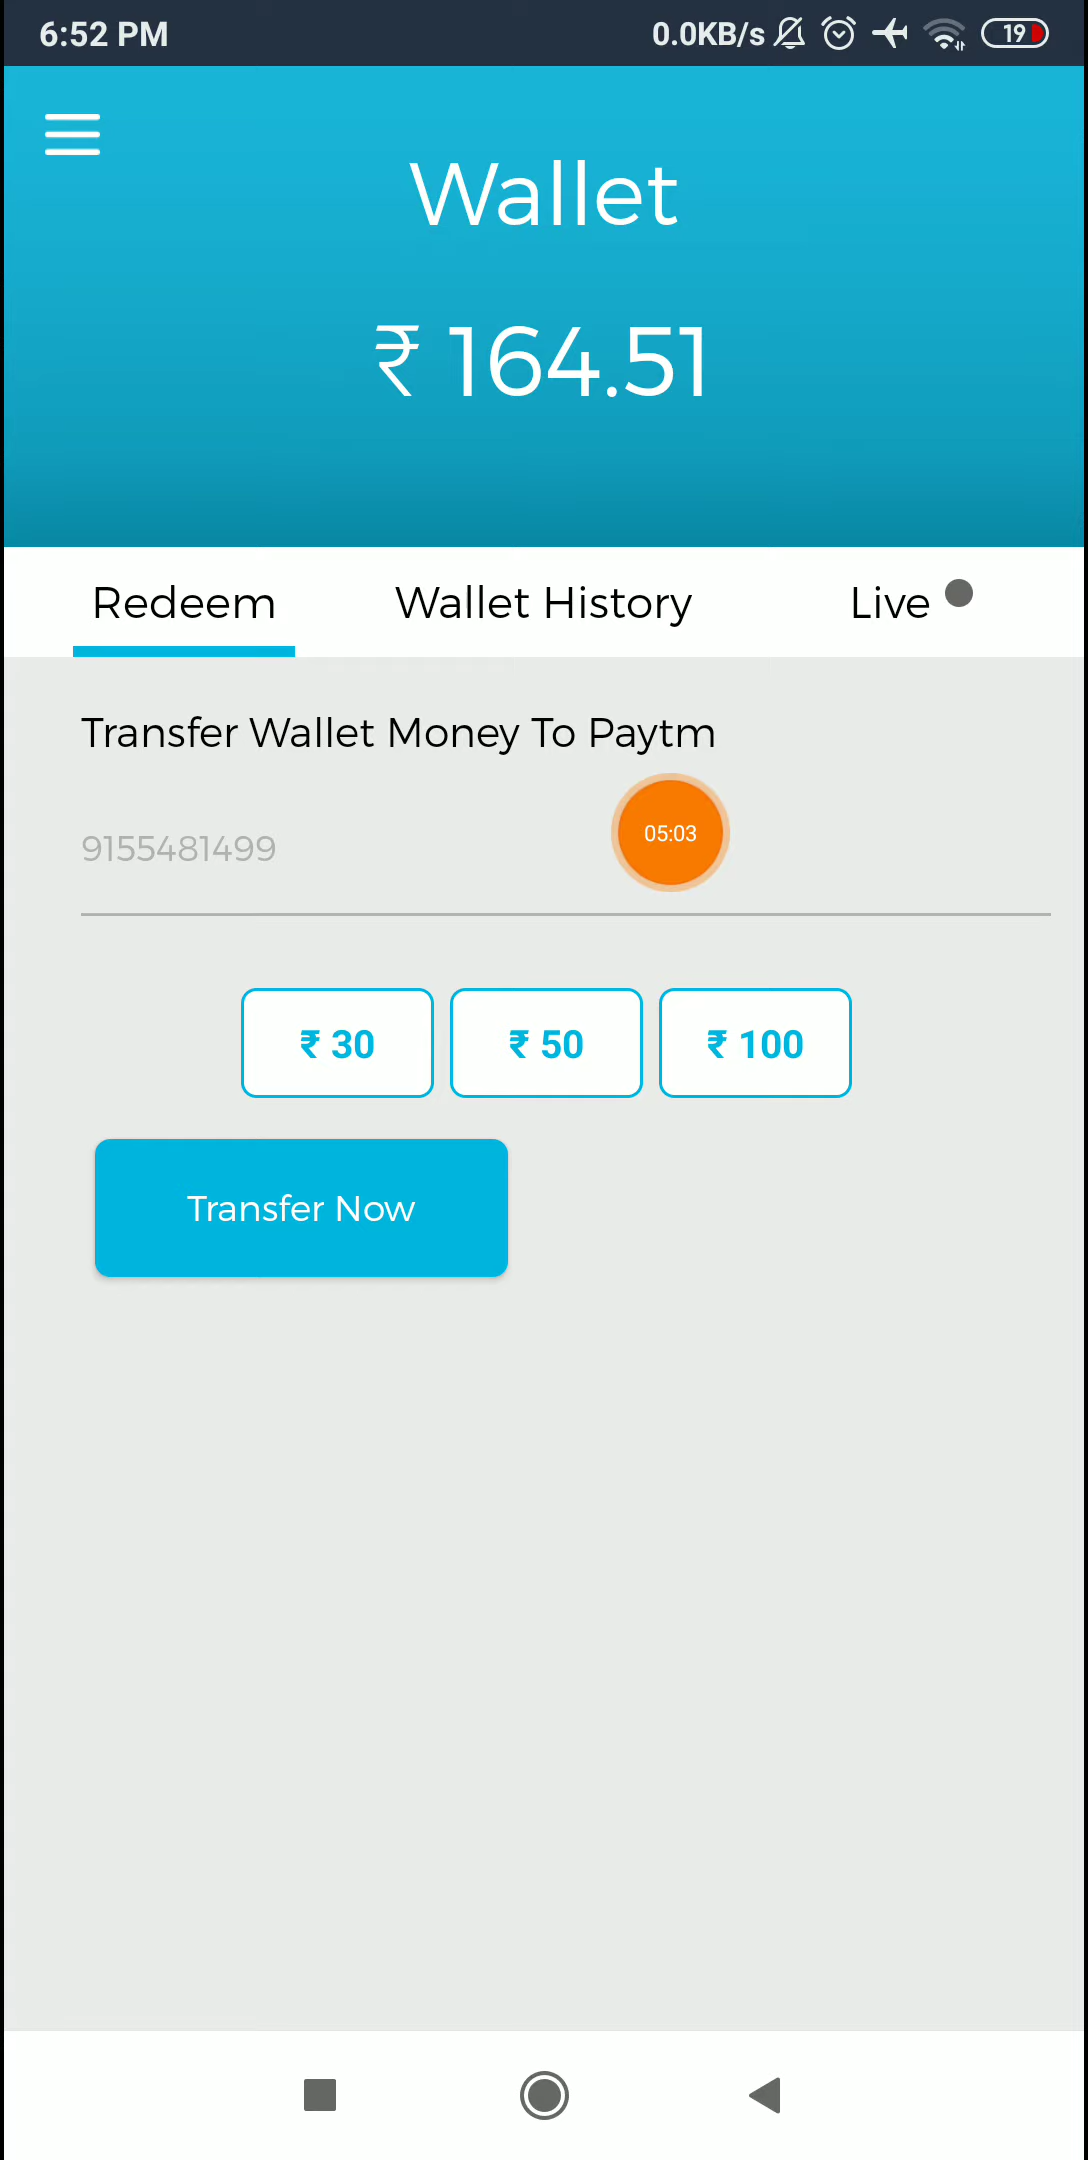 6:52 PM 0.0KB/s 19
Wallet
₹ 164.51
Redeem Wallet History Live
Transfer Wallet Money To Paytm
9155481499
05:03
₹ 30 ₹ 50 ₹ 100
Transfer Now